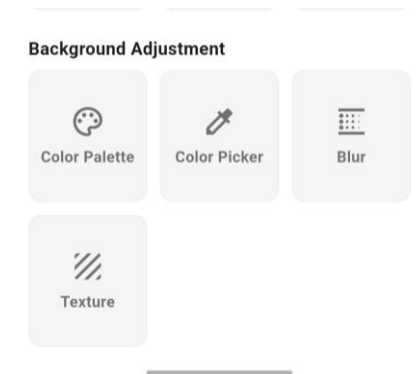 Background Adjustment
Color Palette
Color Picker
Blur
Texture